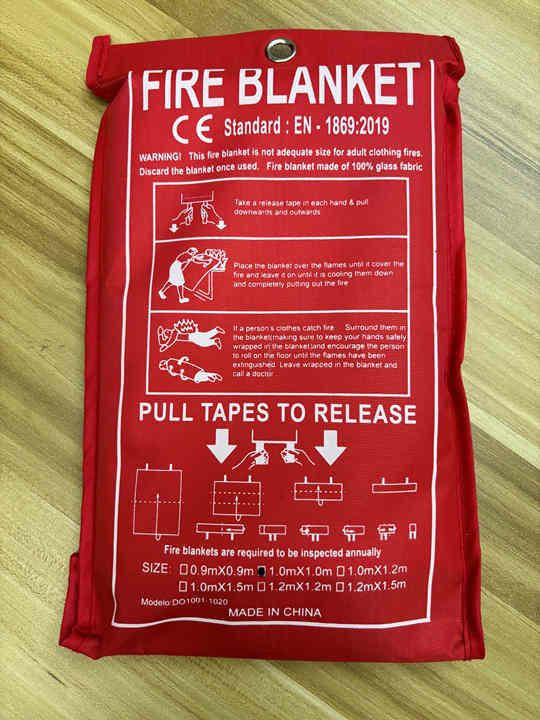 FIRE BLANKET
CE Standard : EN - 1869:2019
WARNING! This fire blanket is not adequate size for adult clothing fires.
Discard the blanket once used. Fire blanket made of 100% glass fabric
Take a release tape in each hand & pull
downwards and outwards
Place the blanket over the flames until it cover the
fire and leave it on until it is cooling them down
and completely putting out the fire
If a person's clothes catch fire Surround them in
the blanket(making sure to keep your hands safely
wrapped in the blanket)and encourage the person
to roll on the floor until the flames have been
extinguished. Leave wrapped in the blanket and
call a doctor
PULL TAPES TO RELEASE
Fire blankets are required to be inspected annually
SIZE: 0.9mX0.9m 1.0mX1.0m 1.0mX1.2m
1.0mX1.5m 1.2mX1.2m 1.2mX1.5m
Modelo:DO1001-1020
MADE IN CHINA